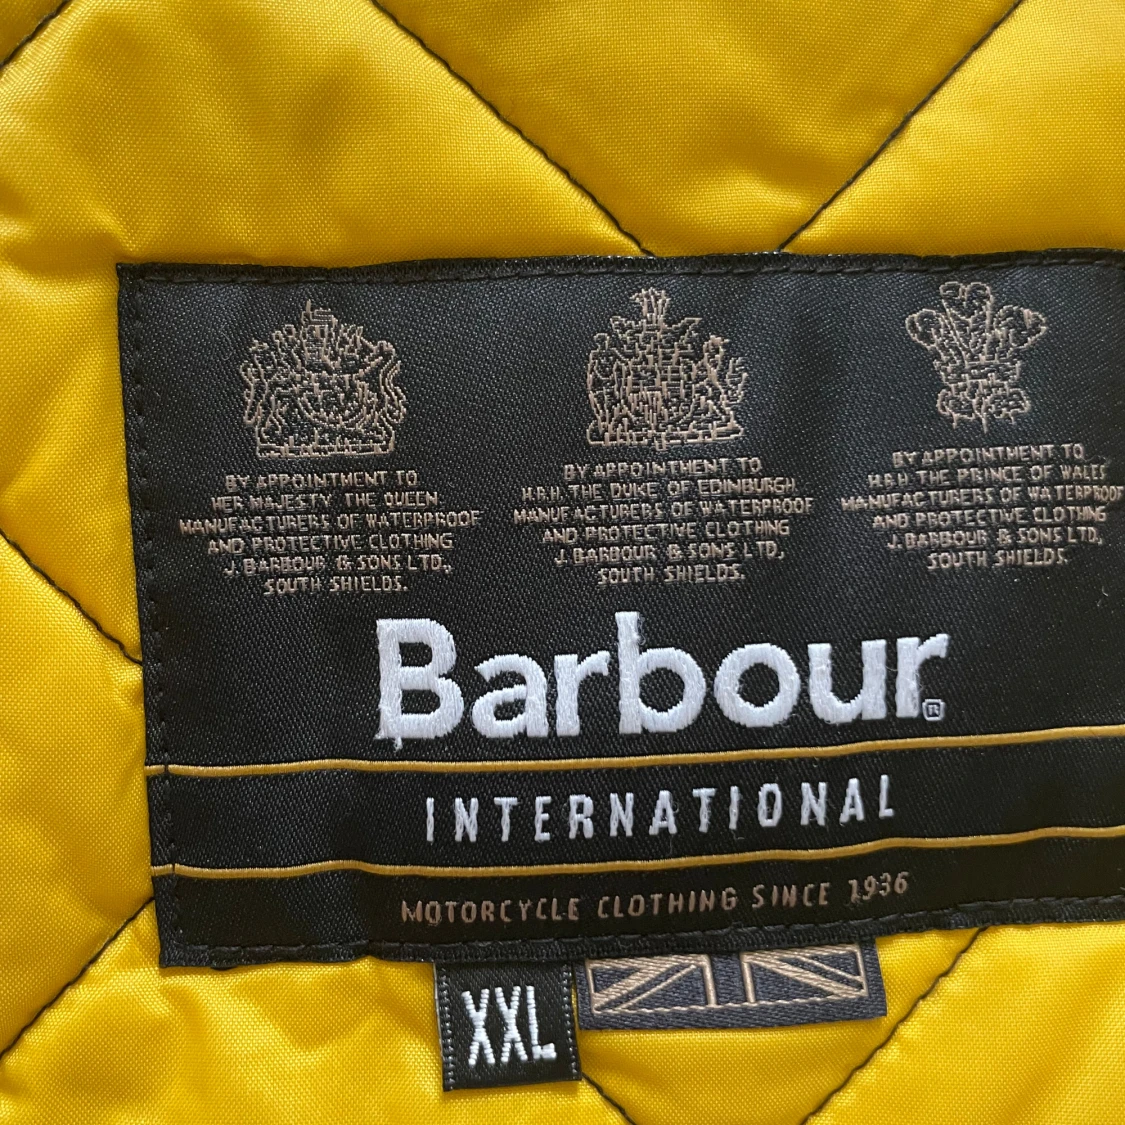 BY APPOINTMENT TO
HER MAJESTY THE QUEEN
MANUFACTURERS OF WATERPROOF
AND PROTECTIVE CLOTHING
J. BARBOUR & SONS LTD.,
SOUTH SHIELDS.
BY APPOINTMENT TO
H.R.H. THE DUKE OF EDINBURGH
MANUFACTURERS OF WATERPROOF
AND PROTECTIVE CLOTHING
J. BARBOUR & SONS LTD.,
SOUTH SHIELDS.
BY APPOINTMENT TO
H.R.H. THE PRINCE OF WALES
MANUFACTURERS OF WATERPROOF
AND PROTECTIVE CLOTHING
J. BARBOUR & SONS LTD.,
SOUTH SHIELDS.
Barbour®
INTERNATIONAL
MOTORCYCLE CLOTHING SINCE 1936
XXL